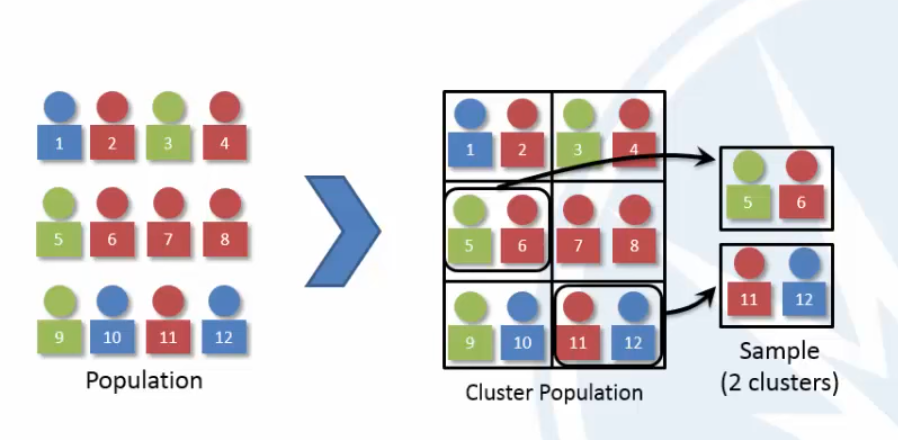 1 2 3 4
5 6 7 8
9 10 11 12
Population
1 2 3 4
5 6 7 8
9 10 11 12
Cluster Population
5 6
11 12
Sample
(2 clusters)